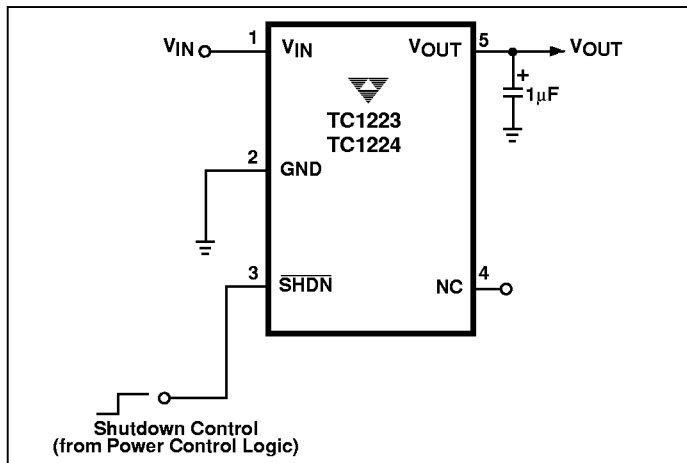 VIN
1
VIN
VOUT
5
VOUT
+
1µF
TC1223
TC1224
2
GND
3
SHDN
NC
4
Shutdown Control
(from Power Control Logic)